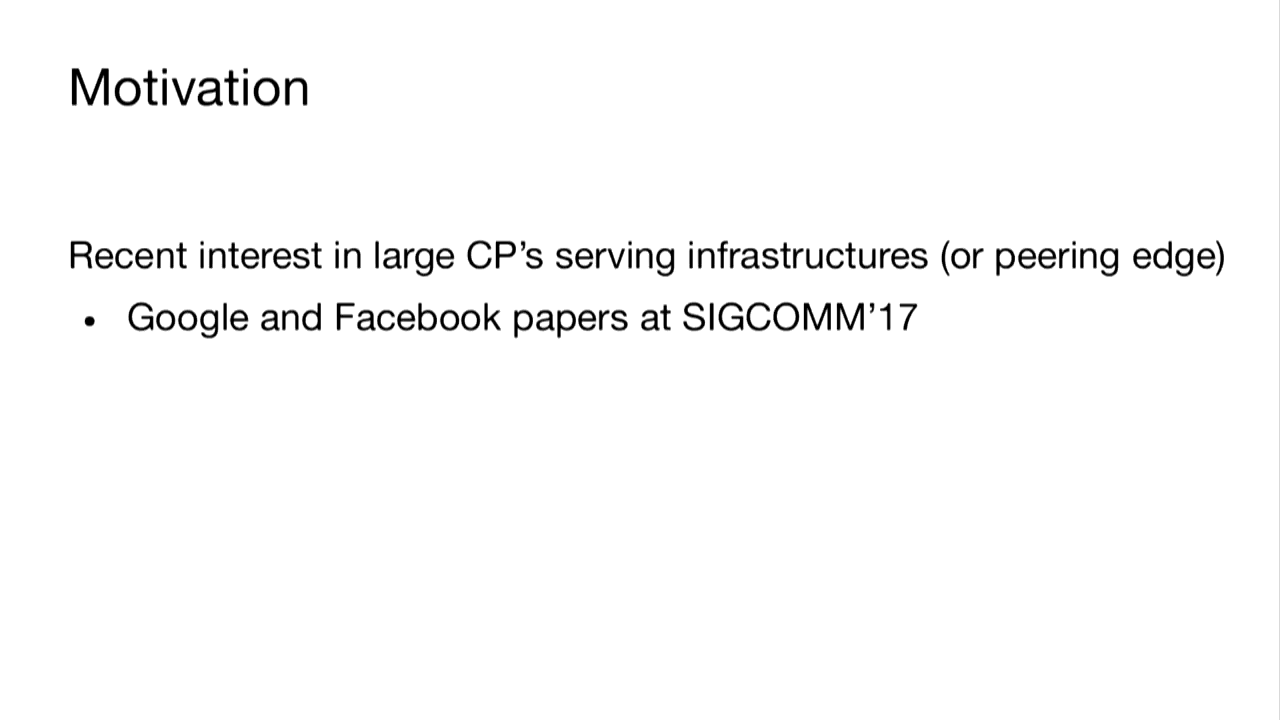 Motivation
Recent interest in large CP’s serving infrastructures (or peering edge)
• Google and Facebook papers at SIGCOMM’17